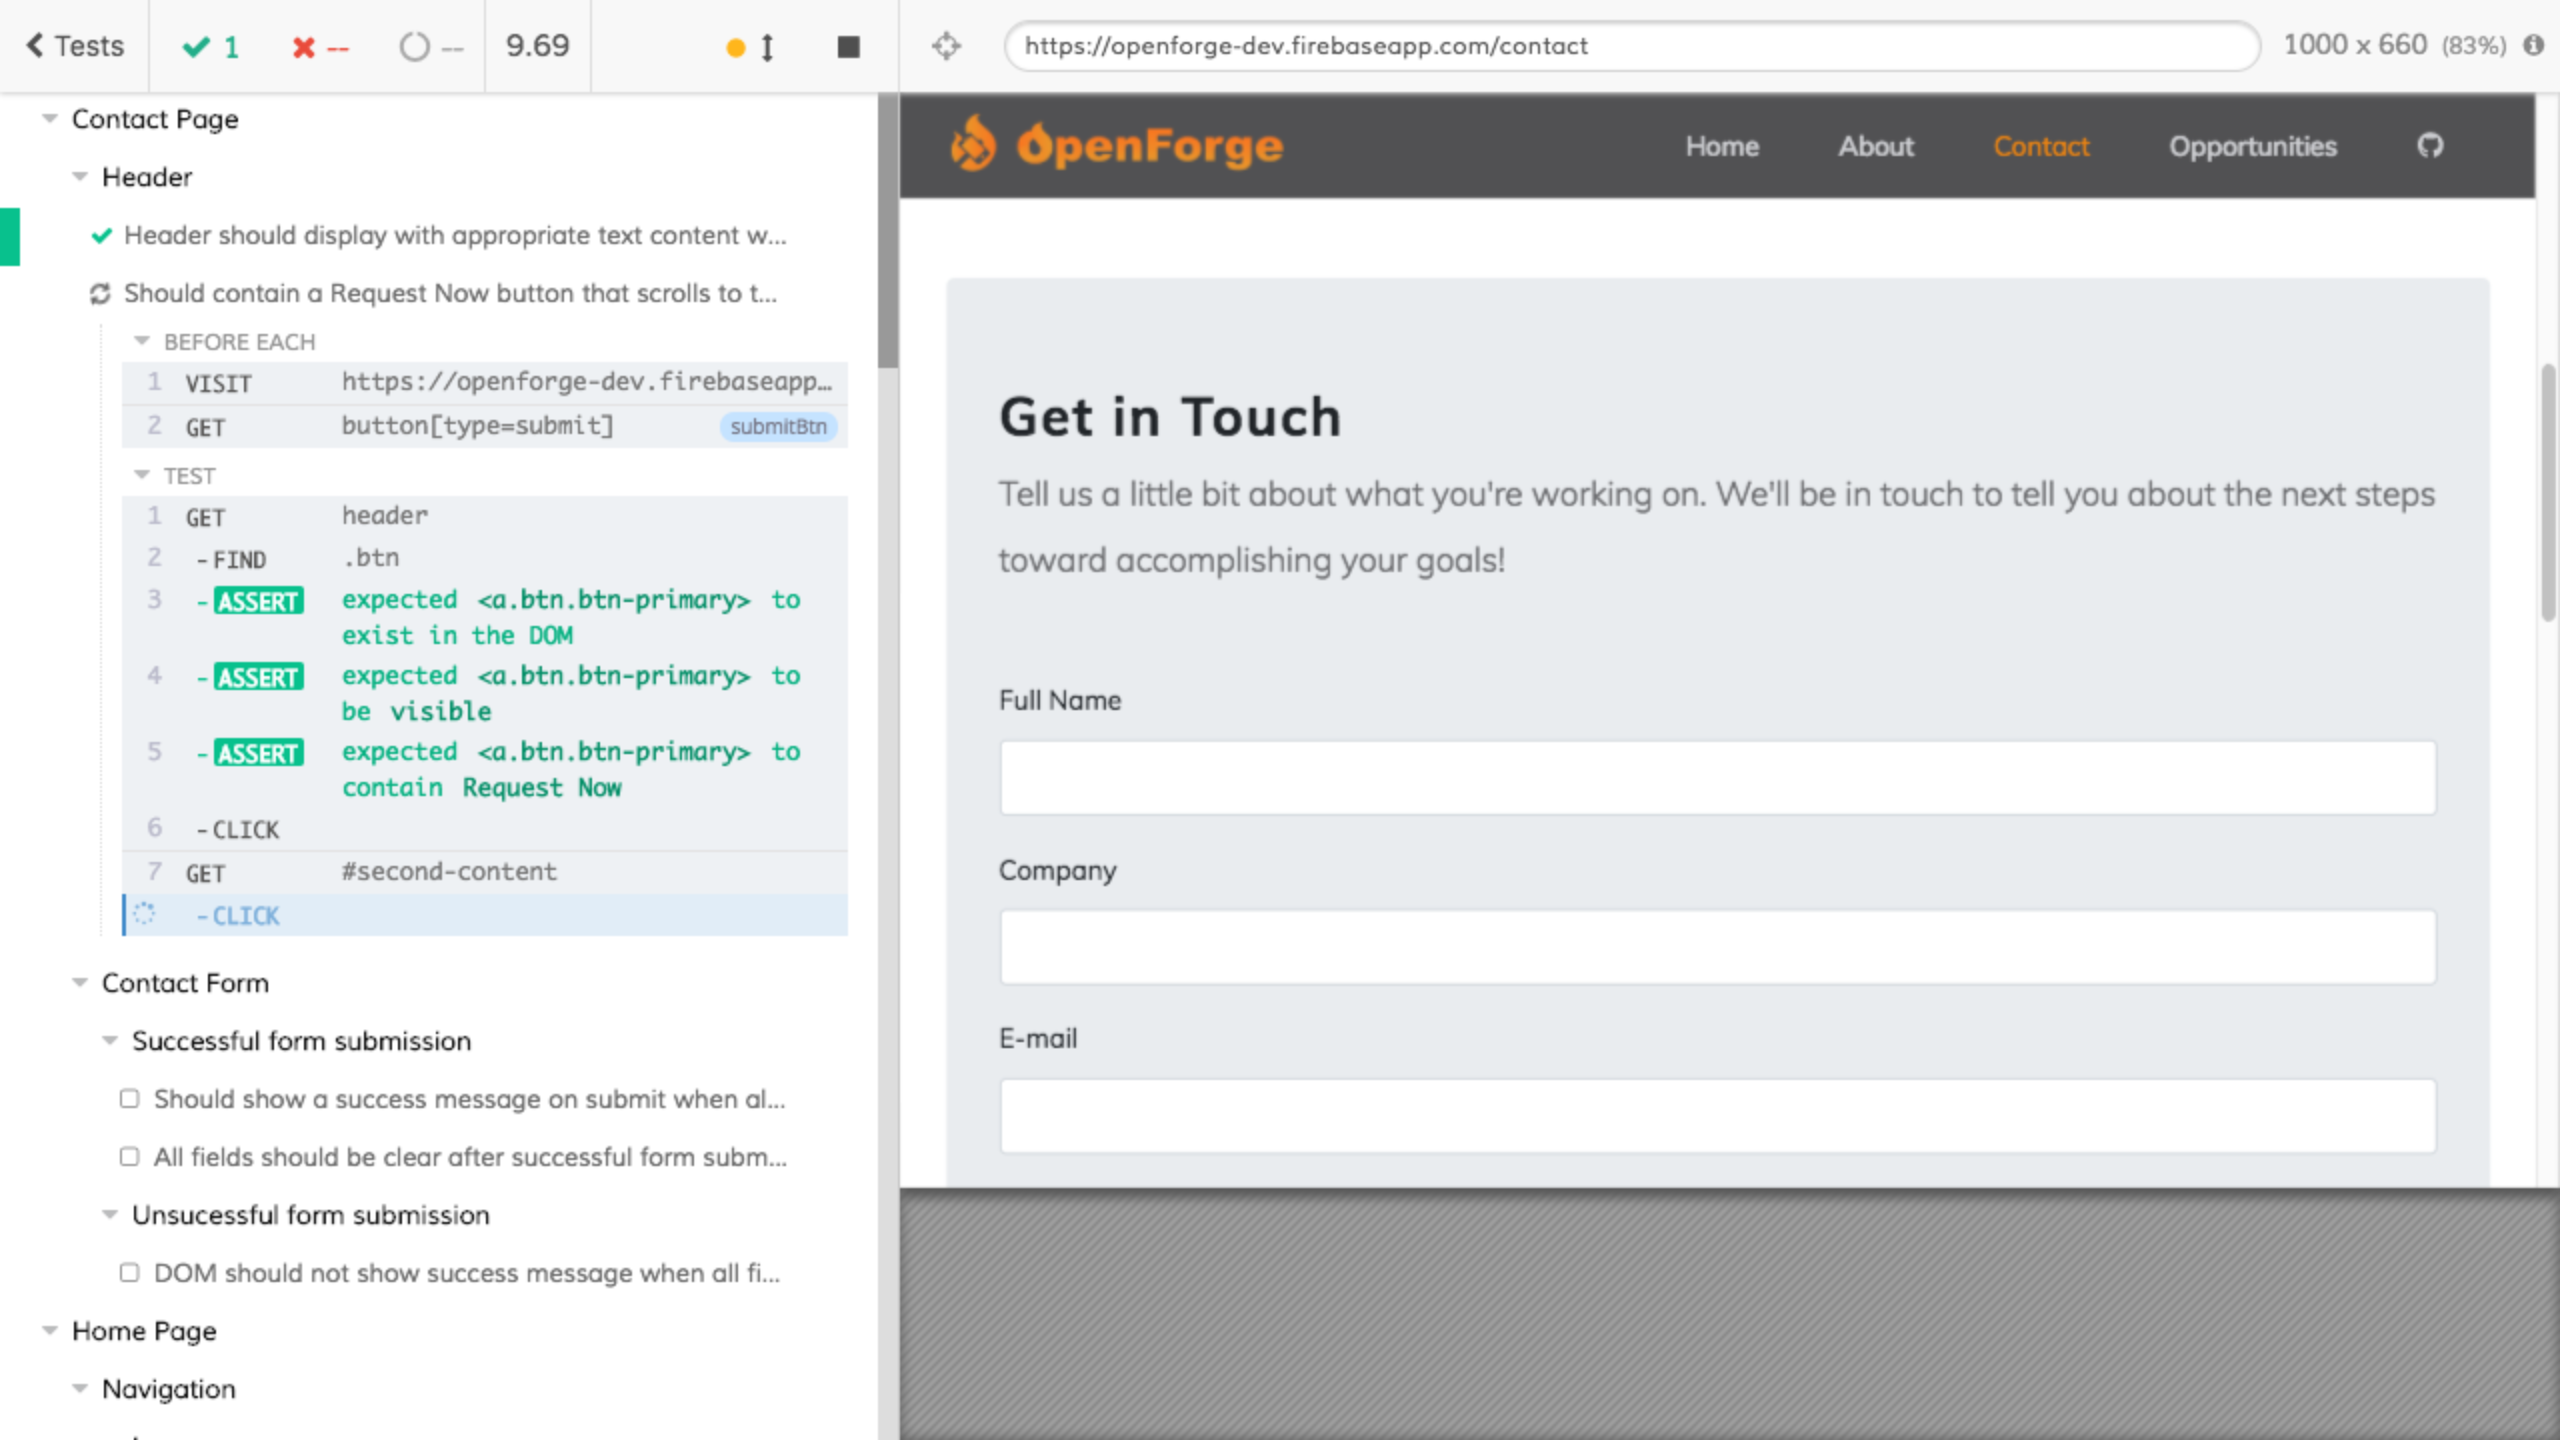 Tests
1
--
--
9.69
https://openforge-dev.firebaseapp.com/contact
1000 x 660 (83%)
Contact Page
Header
Header should display with appropriate text content w...
Should contain a Request Now button that scrolls to t...
BEFORE EACH
1 VISIT https://openforge-dev.firebaseapp...
2 GET button[type=submit] submitBtn
TEST
1 GET header
2 -FIND .btn
3 -ASSERT expected <a.btn.btn-primary> to
exist in the DOM
4 -ASSERT expected <a.btn.btn-primary> to
be visible
5 -ASSERT expected <a.btn.btn-primary> to
contain Request Now
6 -CLICK
7 GET #second-content
-CLICK
Contact Form
Successful form submission
Should show a success message on submit when al...
All fields should be clear after successful form subm...
Unsucessful form submission
DOM should not show success message when all fi...
Home Page
Navigation
OpenForge
Home About Contact Opportunities
Get in Touch
Tell us a little bit about what you're working on. We'll be in touch to tell you about the next steps
toward accomplishing your goals!
Full Name
Company
E-mail